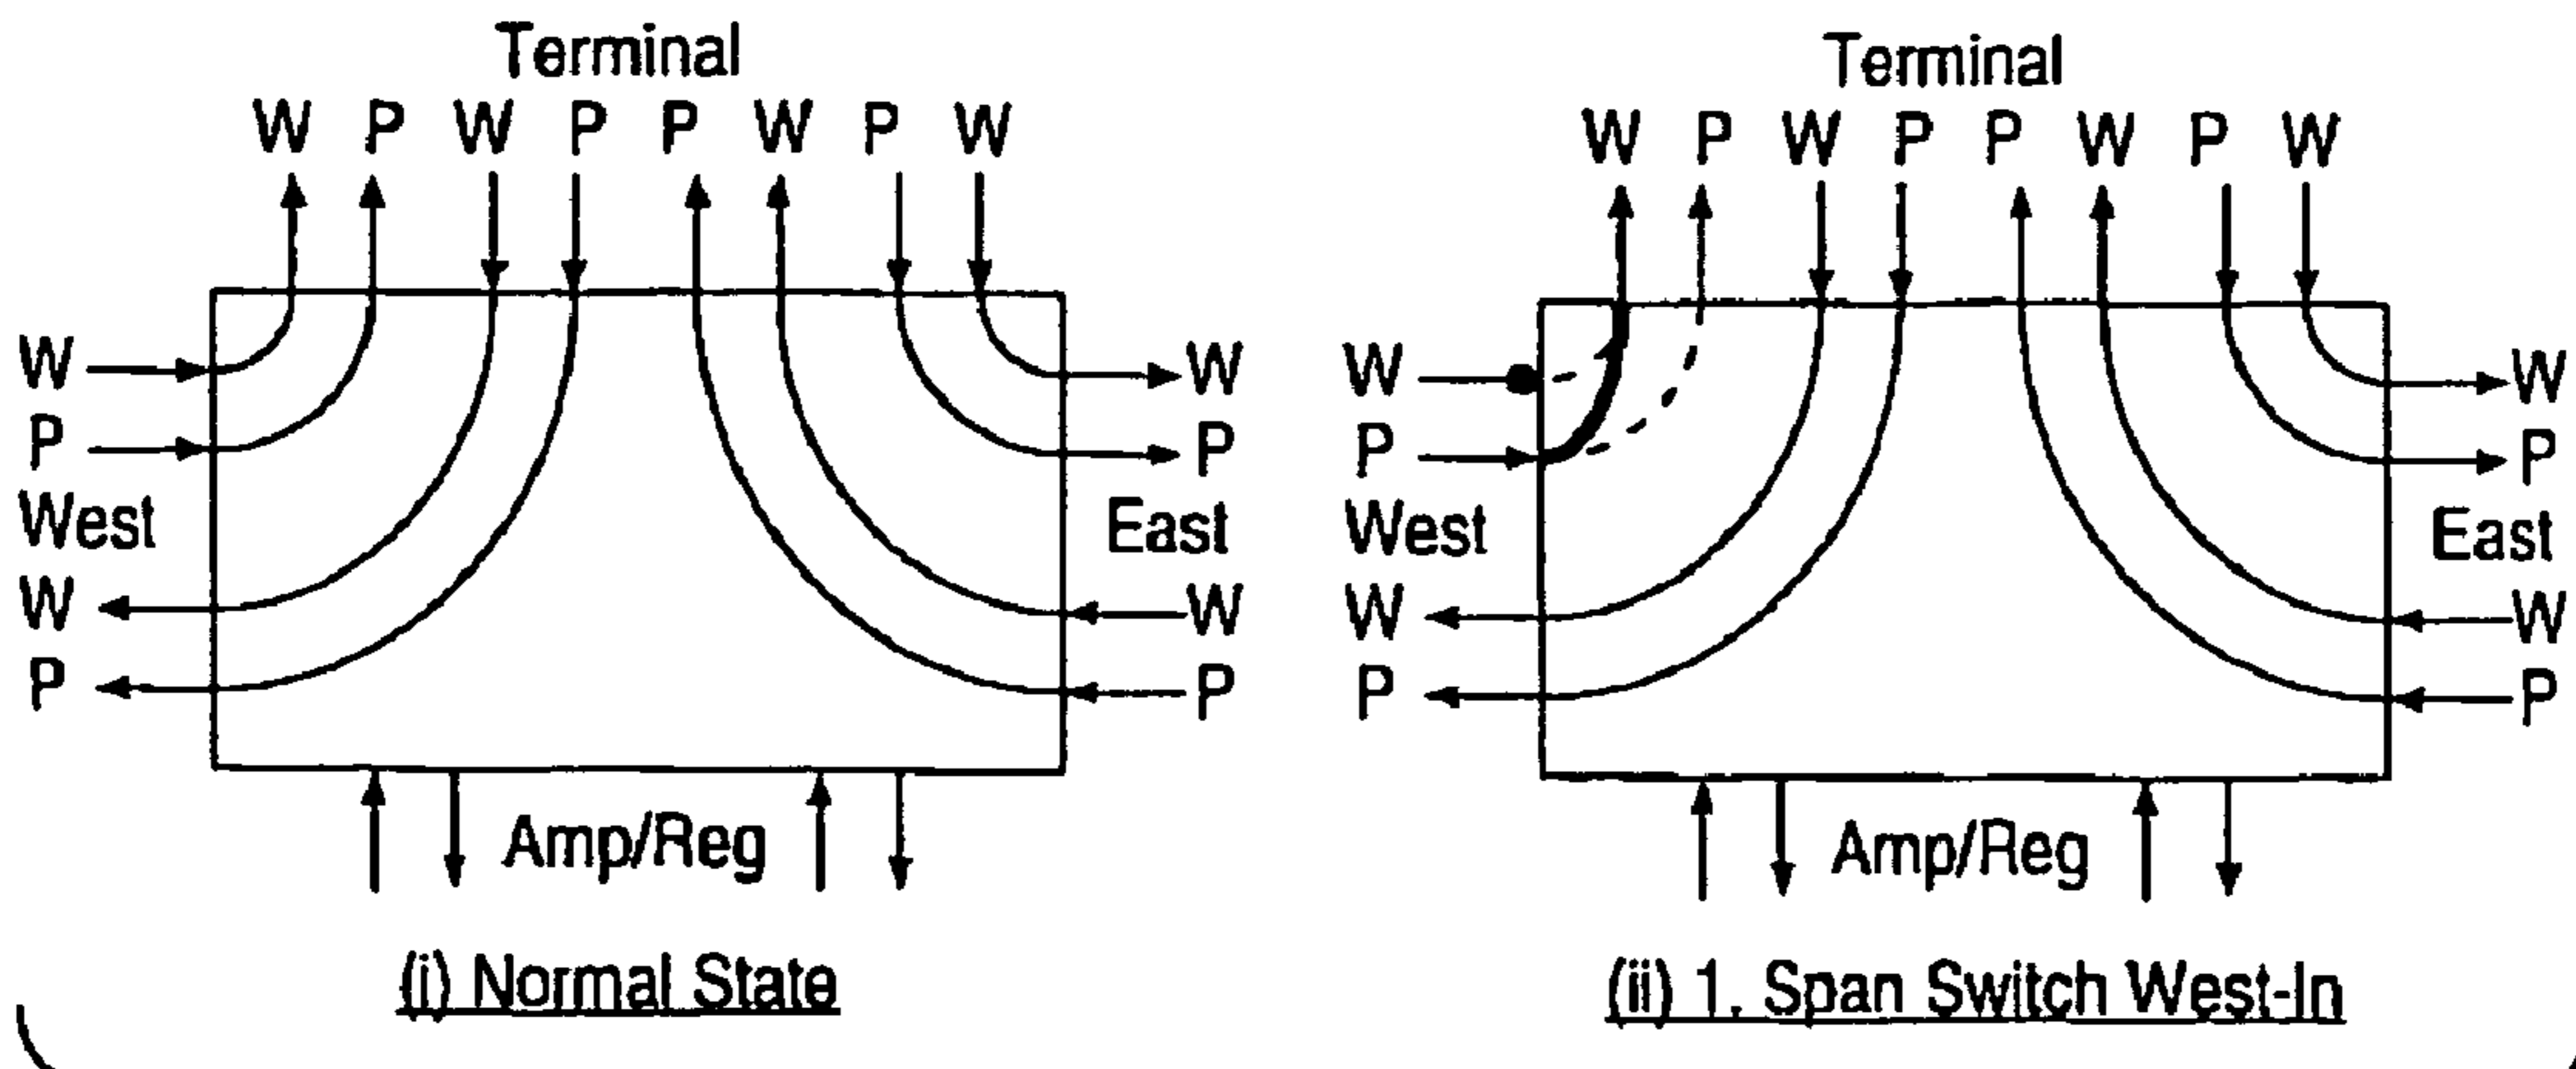 Terminal
W P W P P W P W
W W
P P
West East
W W
P P
Amp/Reg
(i) Normal State
Terminal
W P W P P W P W
W W
P P
West East
W W
P P
Amp/Reg
(ii) 1. Span Switch West-In